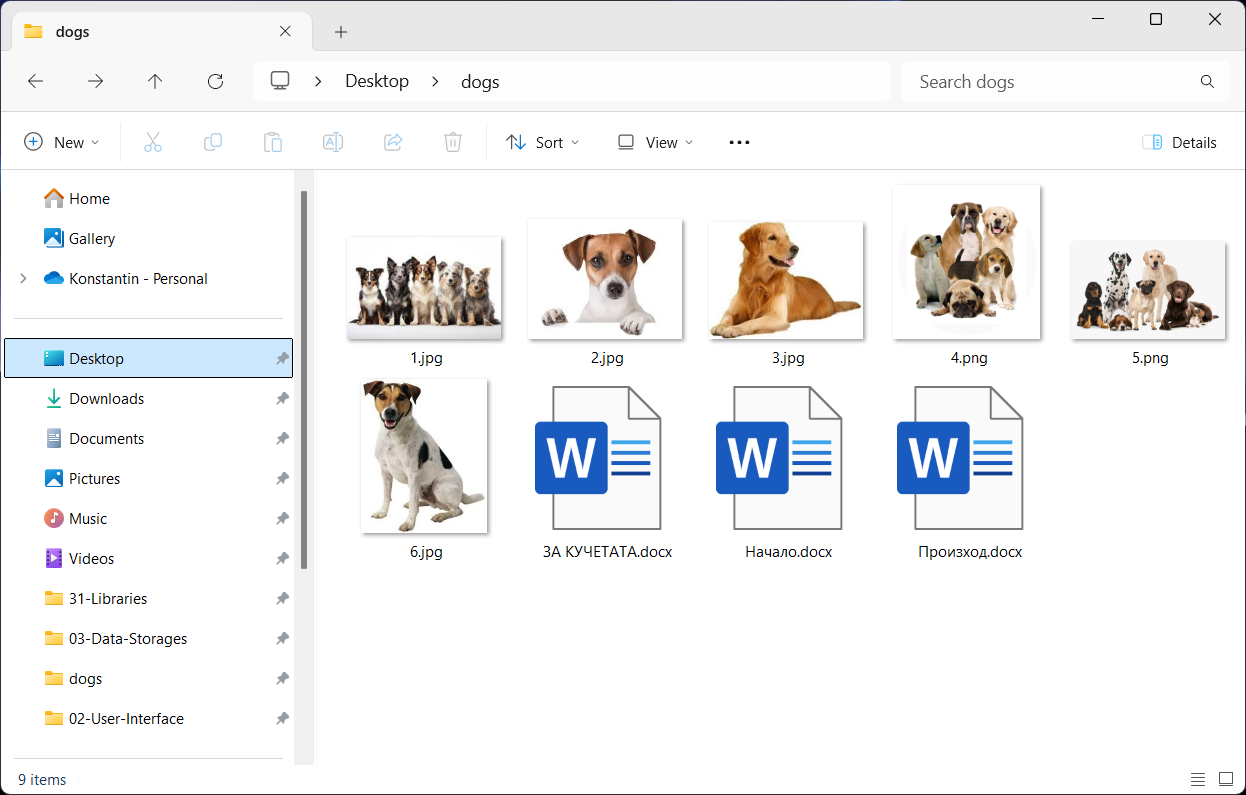 dogs
Desktop
dogs
Search dogs
New
Sort
View
Details
Home
Gallery
Konstantin - Personal
Desktop
Downloads
Documents
Pictures
Music
Videos
31-Libraries
03-Data-Storages
dogs
02-User-Interface
1.jpg
2.jpg
3.jpg
4.png
5.png
6.jpg
W
ЗА КУЧЕТАТА.docx
W
Начало.docx
W
Произход.docx
9 items